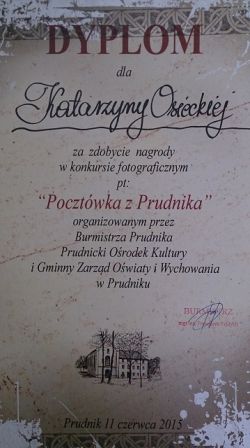 DYPLOM
dla
Katarzyny Osieckiej
za zdobycie nagrody
w konkursie fotograficznym
pt:
“Pocztówka z Prudnika”
organizowanym przez
Burmistrza Prudnika
Prudnicki Ośrodek Kultury
i Gminny Zarząd Oświaty i Wychowania
w Prudniku
BURMISTRZ
Prudnik 11 czerwca 2015